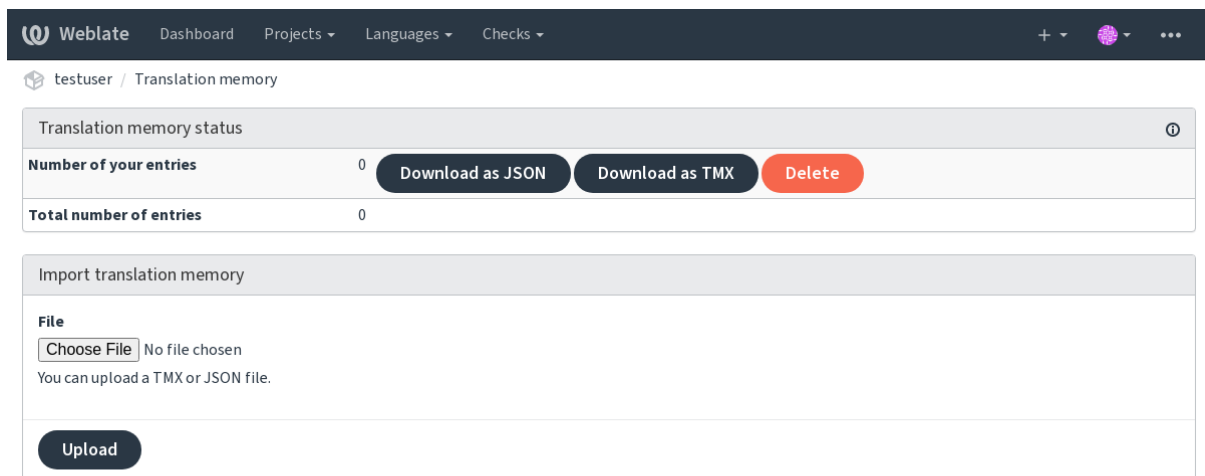 Weblate Dashboard Projects Languages Checks +
testuser / Translation memory
Translation memory status
Number of your entries 0 Download as JSON Download as TMX Delete
Total number of entries 0
Import translation memory
File
Choose File No file chosen
You can upload a TMX or JSON file.
Upload